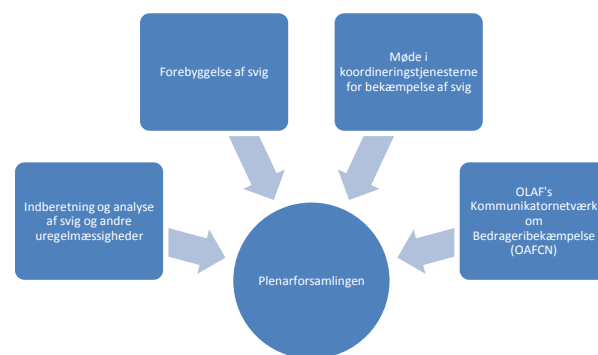 Forebyggelse af svig
Møde i
koordineringstjenesterne
for bekæmpelse af svig
Indberetning og analyse
af svig og andre
uregelmæssigheder
OLAF's
Kommunikatornetværk
om
Bedrageribekæmpelse
(OAFCN)
Plenarforsamlingen